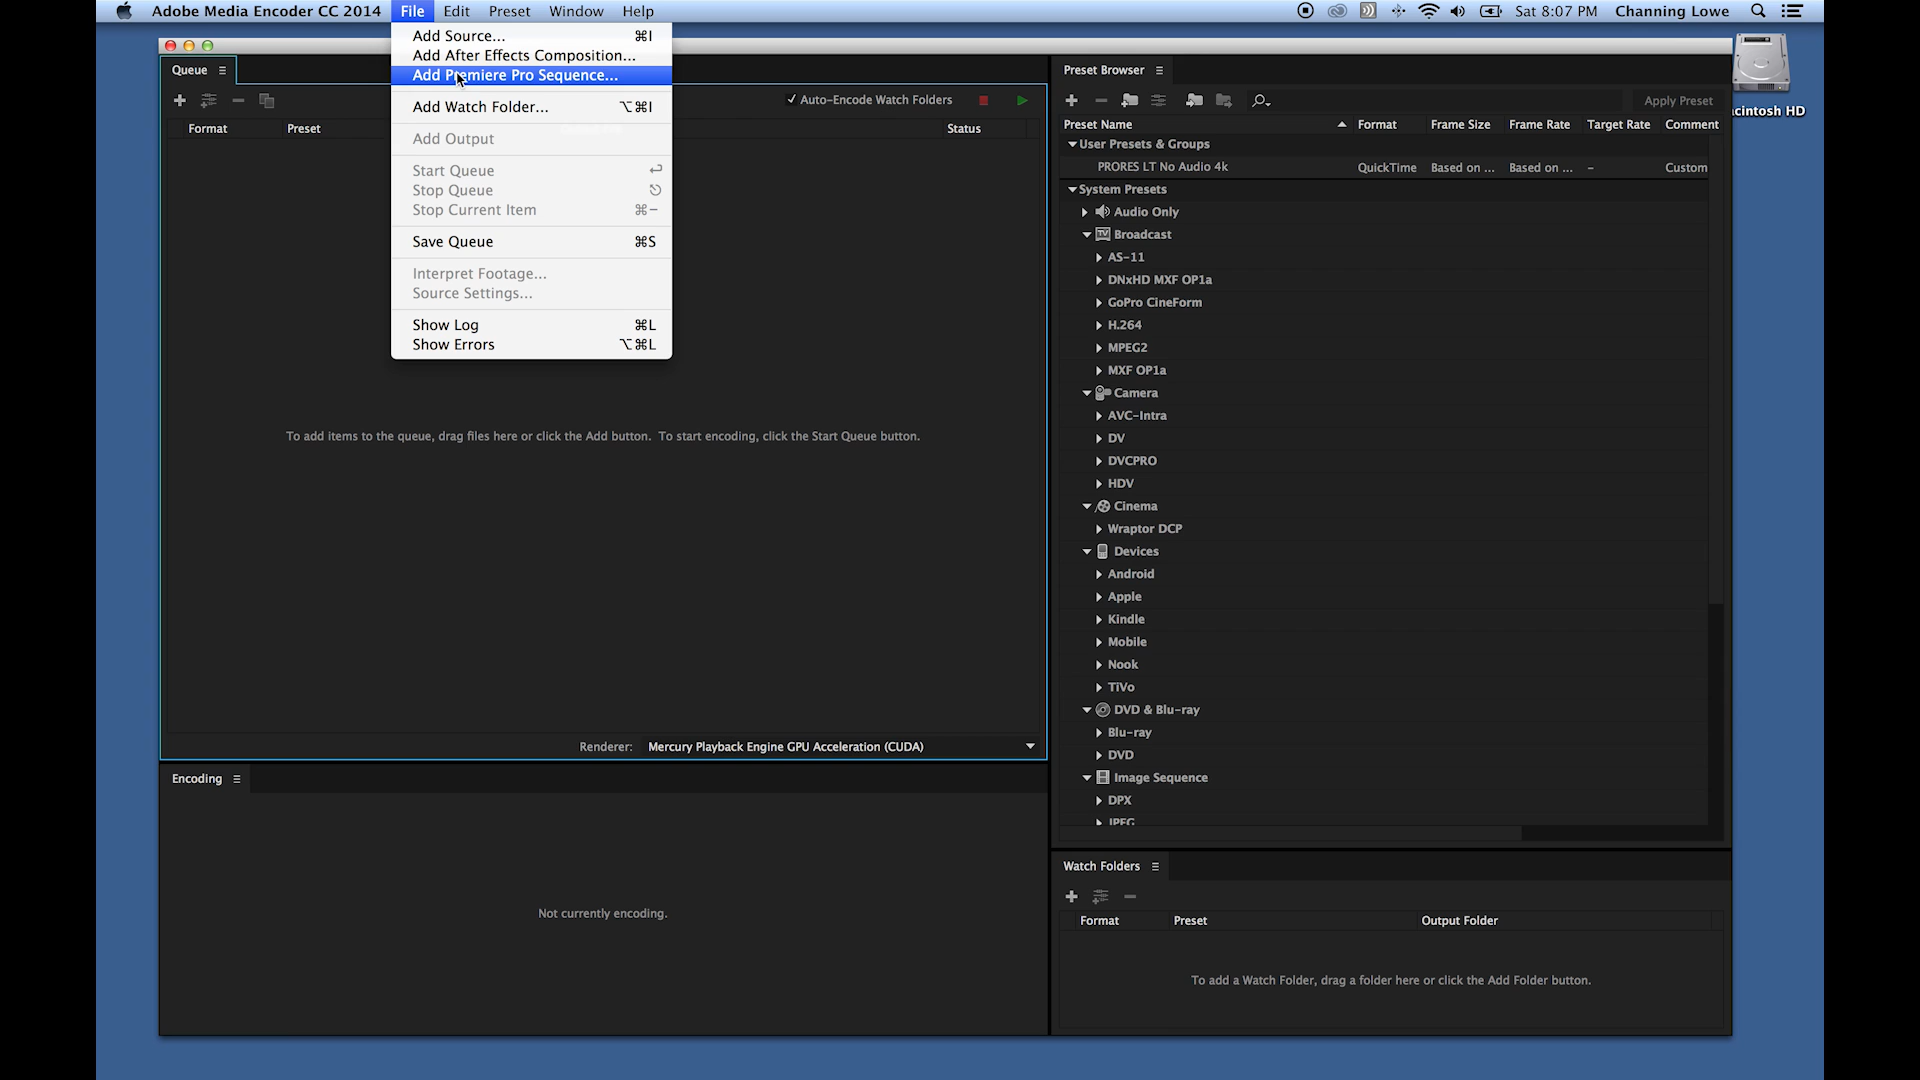 Adobe Media Encoder CC 2014 File Edit Preset Window Help
Sat 8:07 PM Channing Lowe
Add Source... ⌘I
Add After Effects Composition...
Add Premiere Pro Sequence...
Add Watch Folder... ⌥⌘I
Add Output
Start Queue ↩
Stop Queue ⎋
Stop Current Item ⌘−
Save Queue ⌘S
Interpret Footage...
Source Settings...
Show Log ⌘L
Show Errors ⌥⌘L
Queue
✓ Auto-Encode Watch Folders
Format Preset Status
To add items to the queue, drag files here or click the Add button. To start encoding, click the Start Queue button.
Renderer: Mercury Playback Engine GPU Acceleration (CUDA)
Encoding
Not currently encoding.
Preset Browser
Apply Preset
Preset Name Format Frame Size Frame Rate Target Rate Comment
User Presets & Groups
PRORES LT No Audio 4k QuickTime Based on ... Based on ... – Custom
System Presets
Audio Only
TV Broadcast
AS-11
DNxHD MXF OP1a
GoPro CineForm
H.264
MPEG2
MXF OP1a
Camera
AVC-Intra
DV
DVCPRO
HDV
Cinema
Wraptor DCP
Devices
Android
Apple
Kindle
Mobile
Nook
TiVo
DVD & Blu-ray
Blu-ray
DVD
Image Sequence
DPX
JPEG
Watch Folders
Format Preset Output Folder
To add a Watch Folder, drag a folder here or click the Add Folder button.
acintosh HD